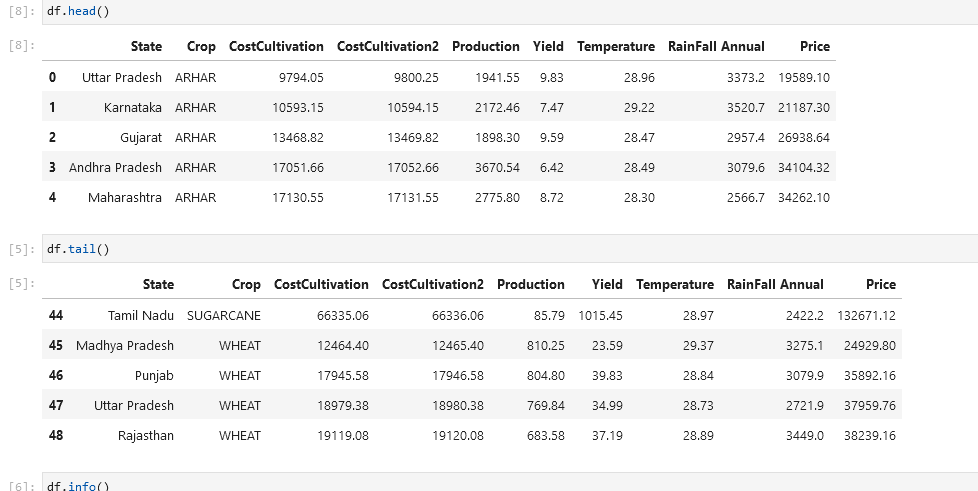 [8]: df.head()
[8]: State Crop CostCultivation CostCultivation2 Production Yield Temperature RainFall Annual Price
0 Uttar Pradesh ARHAR 9794.05 9800.25 1941.55 9.83 28.96 3373.2 19589.10
1 Karnataka ARHAR 10593.15 10594.15 2172.46 7.47 29.22 3520.7 21187.30
2 Gujarat ARHAR 13468.82 13469.82 1898.30 9.59 28.47 2957.4 26938.64
3 Andhra Pradesh ARHAR 17051.66 17052.66 3670.54 6.42 28.49 3079.6 34104.32
4 Maharashtra ARHAR 17130.55 17131.55 2775.80 8.72 28.30 2566.7 34262.10
[5]: df.tail()
[5]: State Crop CostCultivation CostCultivation2 Production Yield Temperature RainFall Annual Price
44 Tamil Nadu SUGARCANE 66335.06 66336.06 85.79 1015.45 28.97 2422.2 132671.12
45 Madhya Pradesh WHEAT 12464.40 12465.40 810.25 23.59 29.37 3275.1 24929.80
46 Punjab WHEAT 17945.58 17946.58 804.80 39.83 28.84 3079.9 35892.16
47 Uttar Pradesh WHEAT 18979.38 18980.38 769.84 34.99 28.73 2721.9 37959.76
48 Rajasthan WHEAT 19119.08 19120.08 683.58 37.19 28.89 3449.0 38239.16
[6]: df.info()